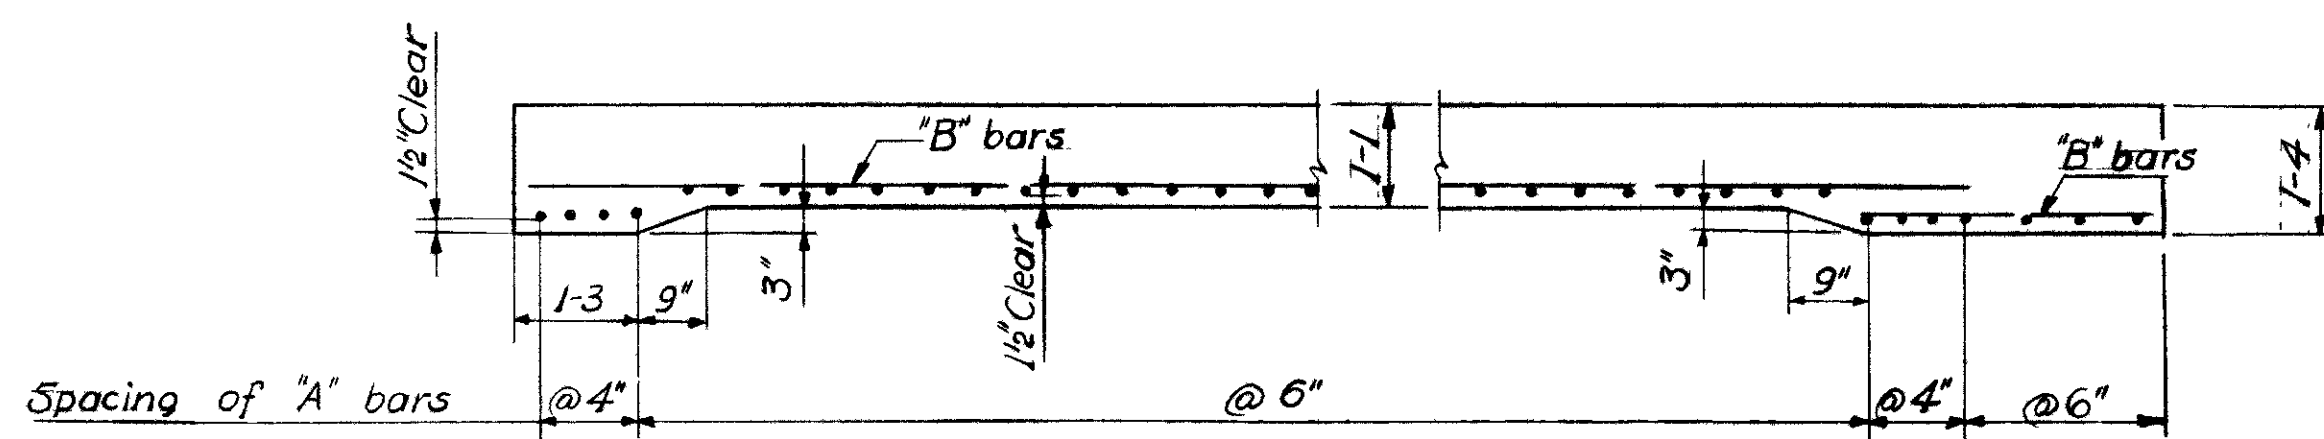 1½" Clear
"B" bars
1-1
"B" bars
1-4
1-3
9"
3"
1½" Clear
3"
9"
Spacing of "A" bars
@4"
@ 6"
@4"
@6"